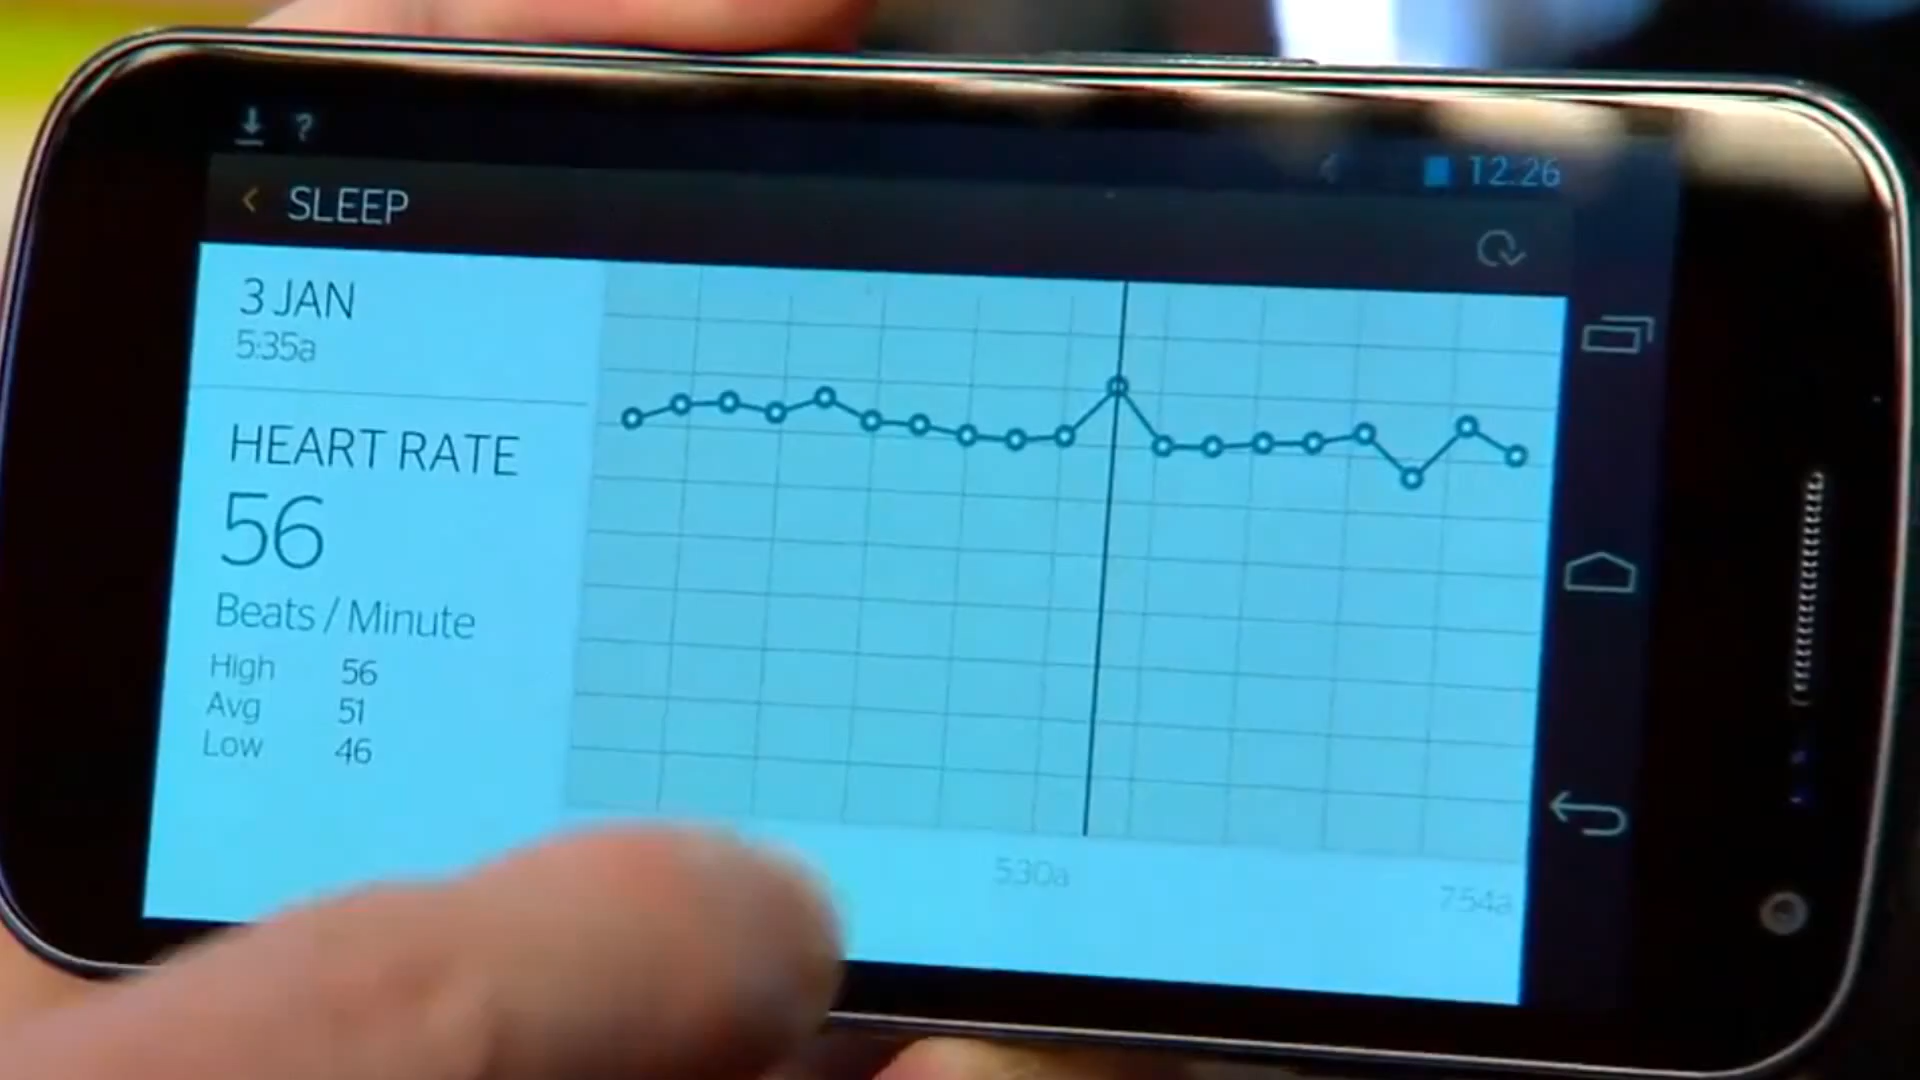 ?
12:26
SLEEP
3 JAN
5:35a
HEART RATE
56
Beats / Minute
High 56
Avg 51
Low 46
5:30a
7:54a